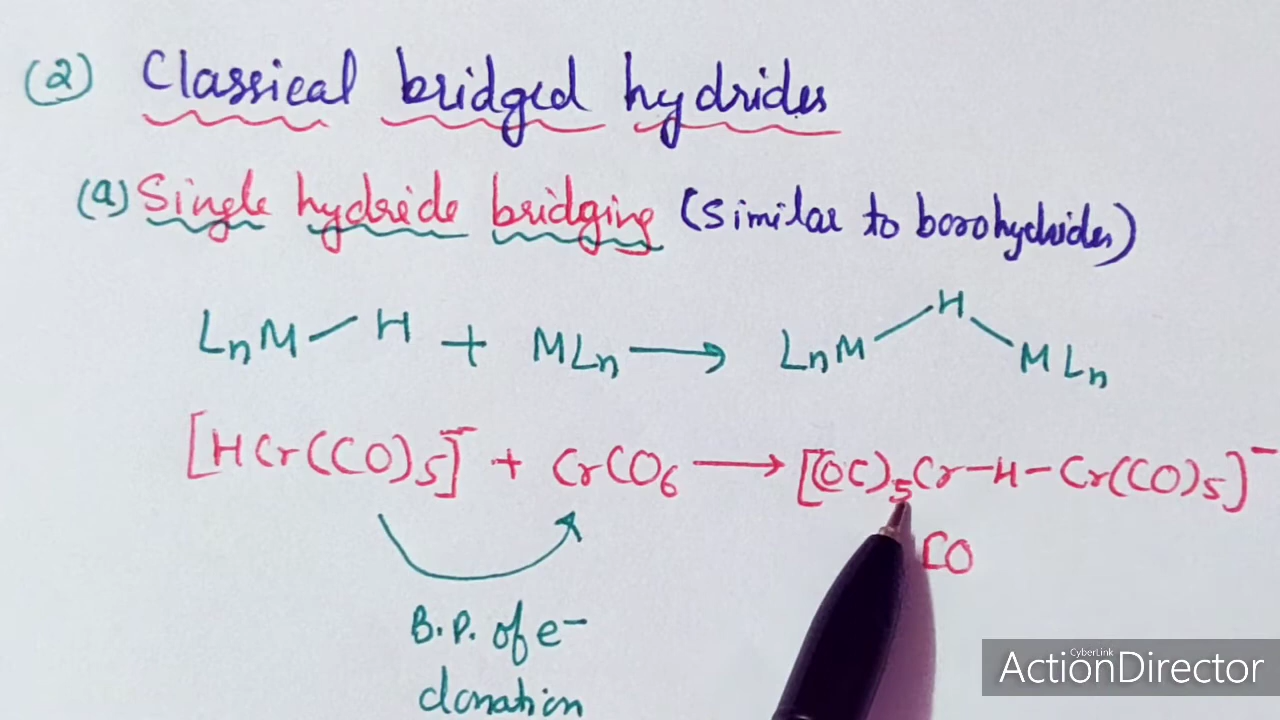 (2) Classical bridged hydrides
(a) Single hydride bridging (similar to borohydrides)
LnM — H + MLn → LnM — H — MLn
[HCr(CO)5]⁻ + CrCO6 → [(OC)5Cr-H-Cr(CO)5]⁻
CO
B.P. of e⁻
donation
CyberLink
ActionDirector